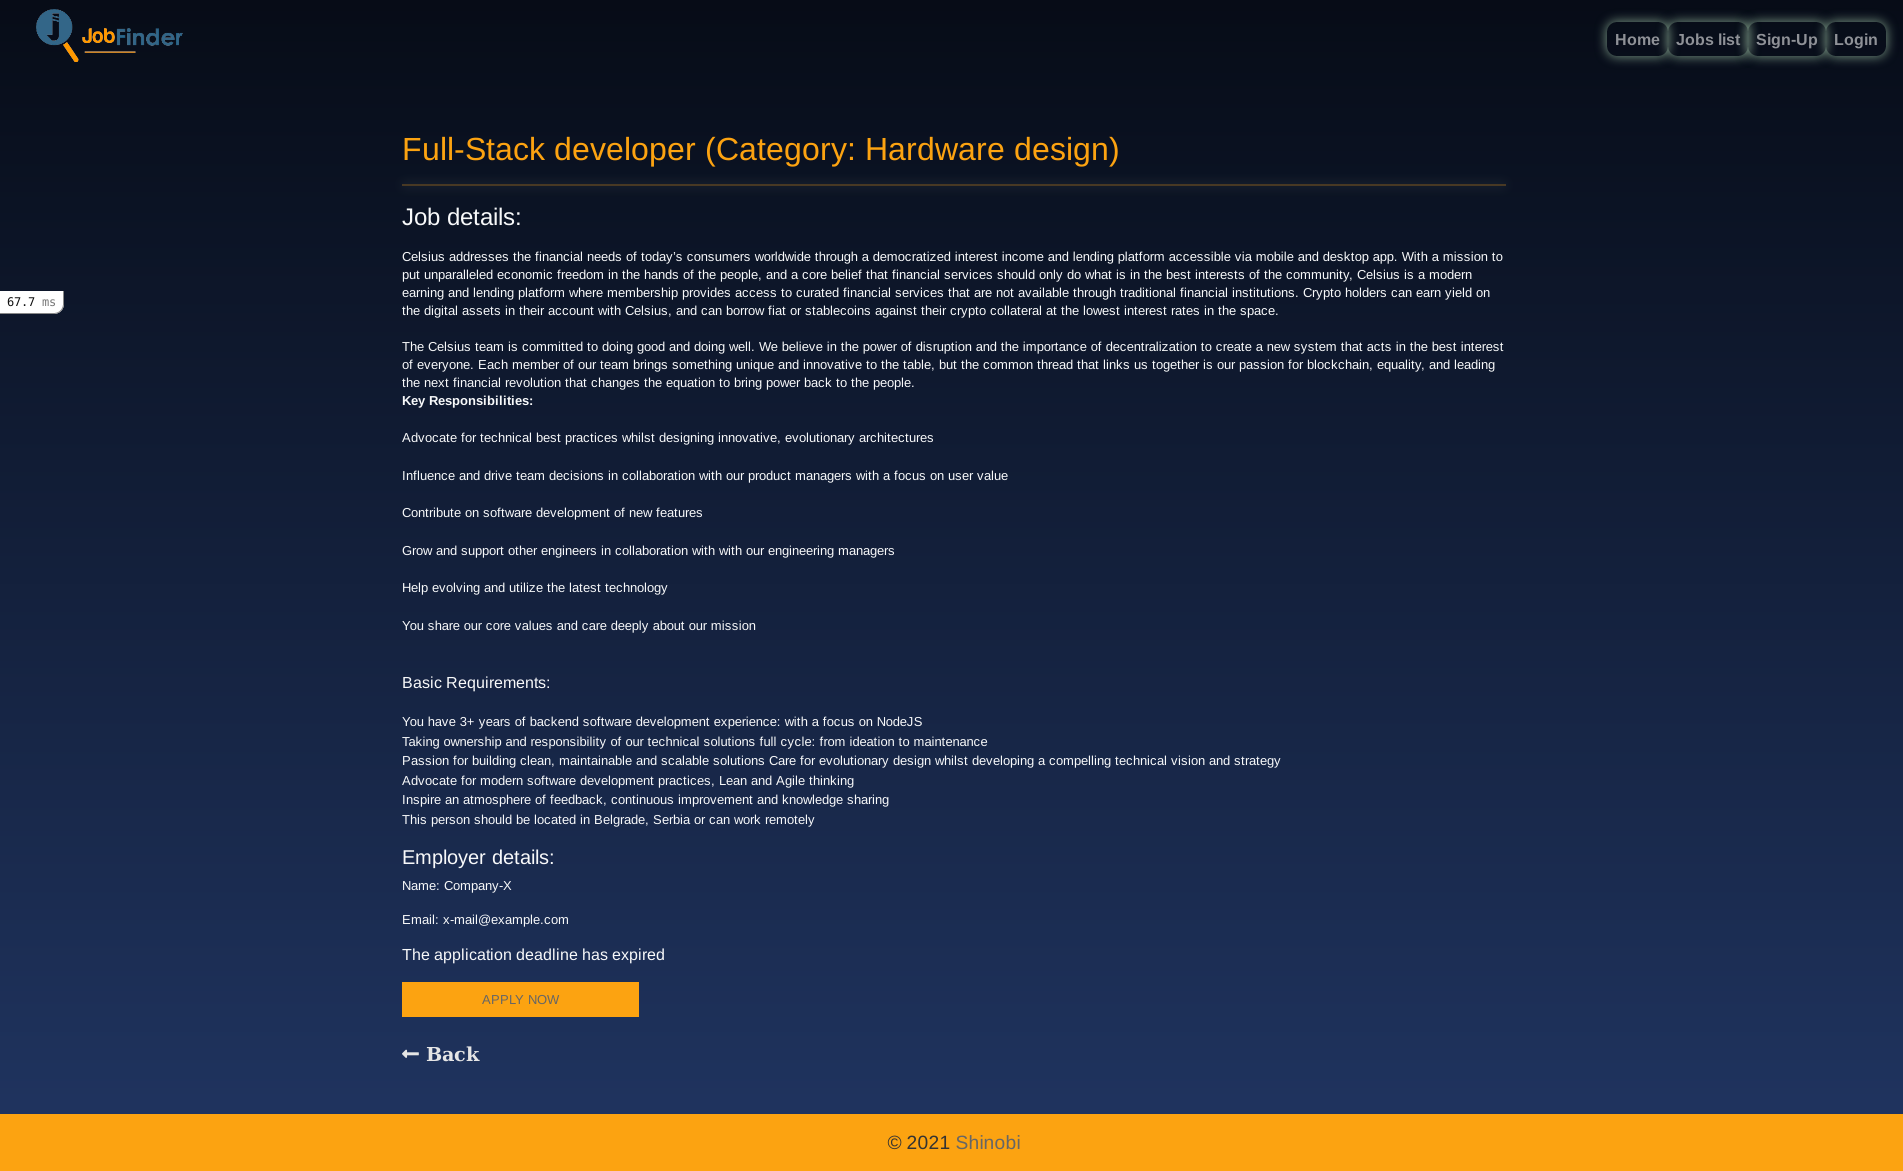 JobFinder
Home Jobs list Sign-Up Login
Full-Stack developer (Category: Hardware design)
Job details:
Celsius addresses the financial needs of today's consumers worldwide through a democratized interest income and lending platform accessible via mobile and desktop app. With a mission to
put unparalleled economic freedom in the hands of the people, and a core belief that financial services should only do what is in the best interests of the community, Celsius is a modern
67.7 ms
earning and lending platform where membership provides access to curated financial services that are not available through traditional financial institutions. Crypto holders can earn yield on
the digital assets in their account with Celsius, and can borrow fiat or stablecoins against their crypto collateral at the lowest interest rates in the space.
The Celsius team is committed to doing good and doing well. We believe in the power of disruption and the importance of decentralization to create a new system that acts in the best interest
of everyone. Each member of our team brings something unique and innovative to the table, but the common thread that links us together is our passion for blockchain, equality, and leading
the next financial revolution that changes the equation to bring power back to the people.
Key Responsibilities:
Advocate for technical best practices whilst designing innovative, evolutionary architectures
Influence and drive team decisions in collaboration with our product managers with a focus on user value
Contribute on software development of new features
Grow and support other engineers in collaboration with with our engineering managers
Help evolving and utilize the latest technology
You share our core values and care deeply about our mission
Basic Requirements:
You have 3+ years of backend software development experience: with a focus on NodeJS
Taking ownership and responsibility of our technical solutions full cycle: from ideation to maintenance
Passion for building clean, maintainable and scalable solutions Care for evolutionary design whilst developing a compelling technical vision and strategy
Advocate for modern software development practices, Lean and Agile thinking
Inspire an atmosphere of feedback, continuous improvement and knowledge sharing
This person should be located in Belgrade, Serbia or can work remotely
Employer details:
Name: Company-X
Email: x-mail@example.com
The application deadline has expired
APPLY NOW
Back
© 2021 Shinobi